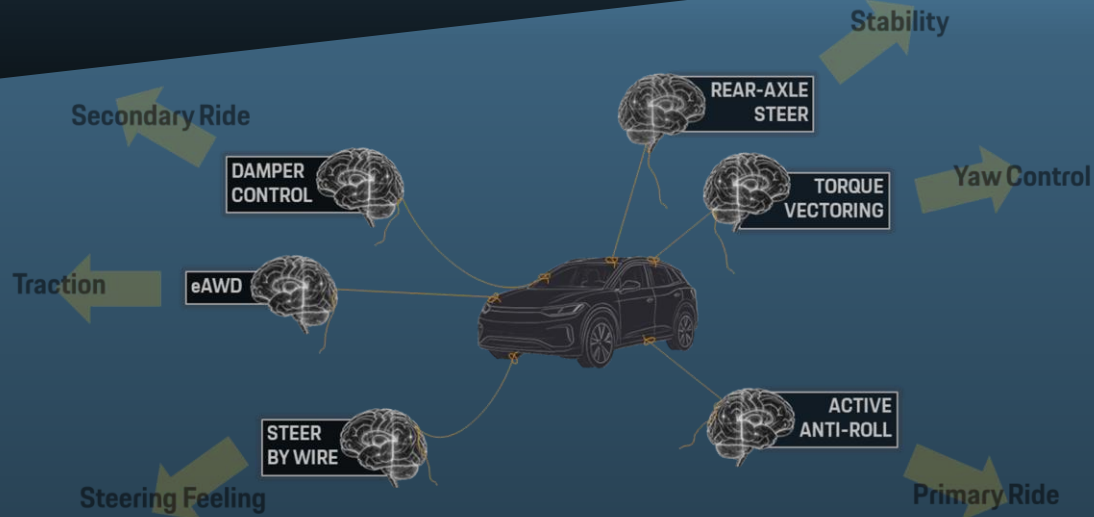 Stability
REAR-AXLE
STEER
Secondary Ride
DAMPER
CONTROL
TORQUE
VECTORING
Yaw Control
Traction
eAWD
STEER
BY WIRE
ACTIVE
ANTI-ROLL
Steering Feeling
Primary Ride